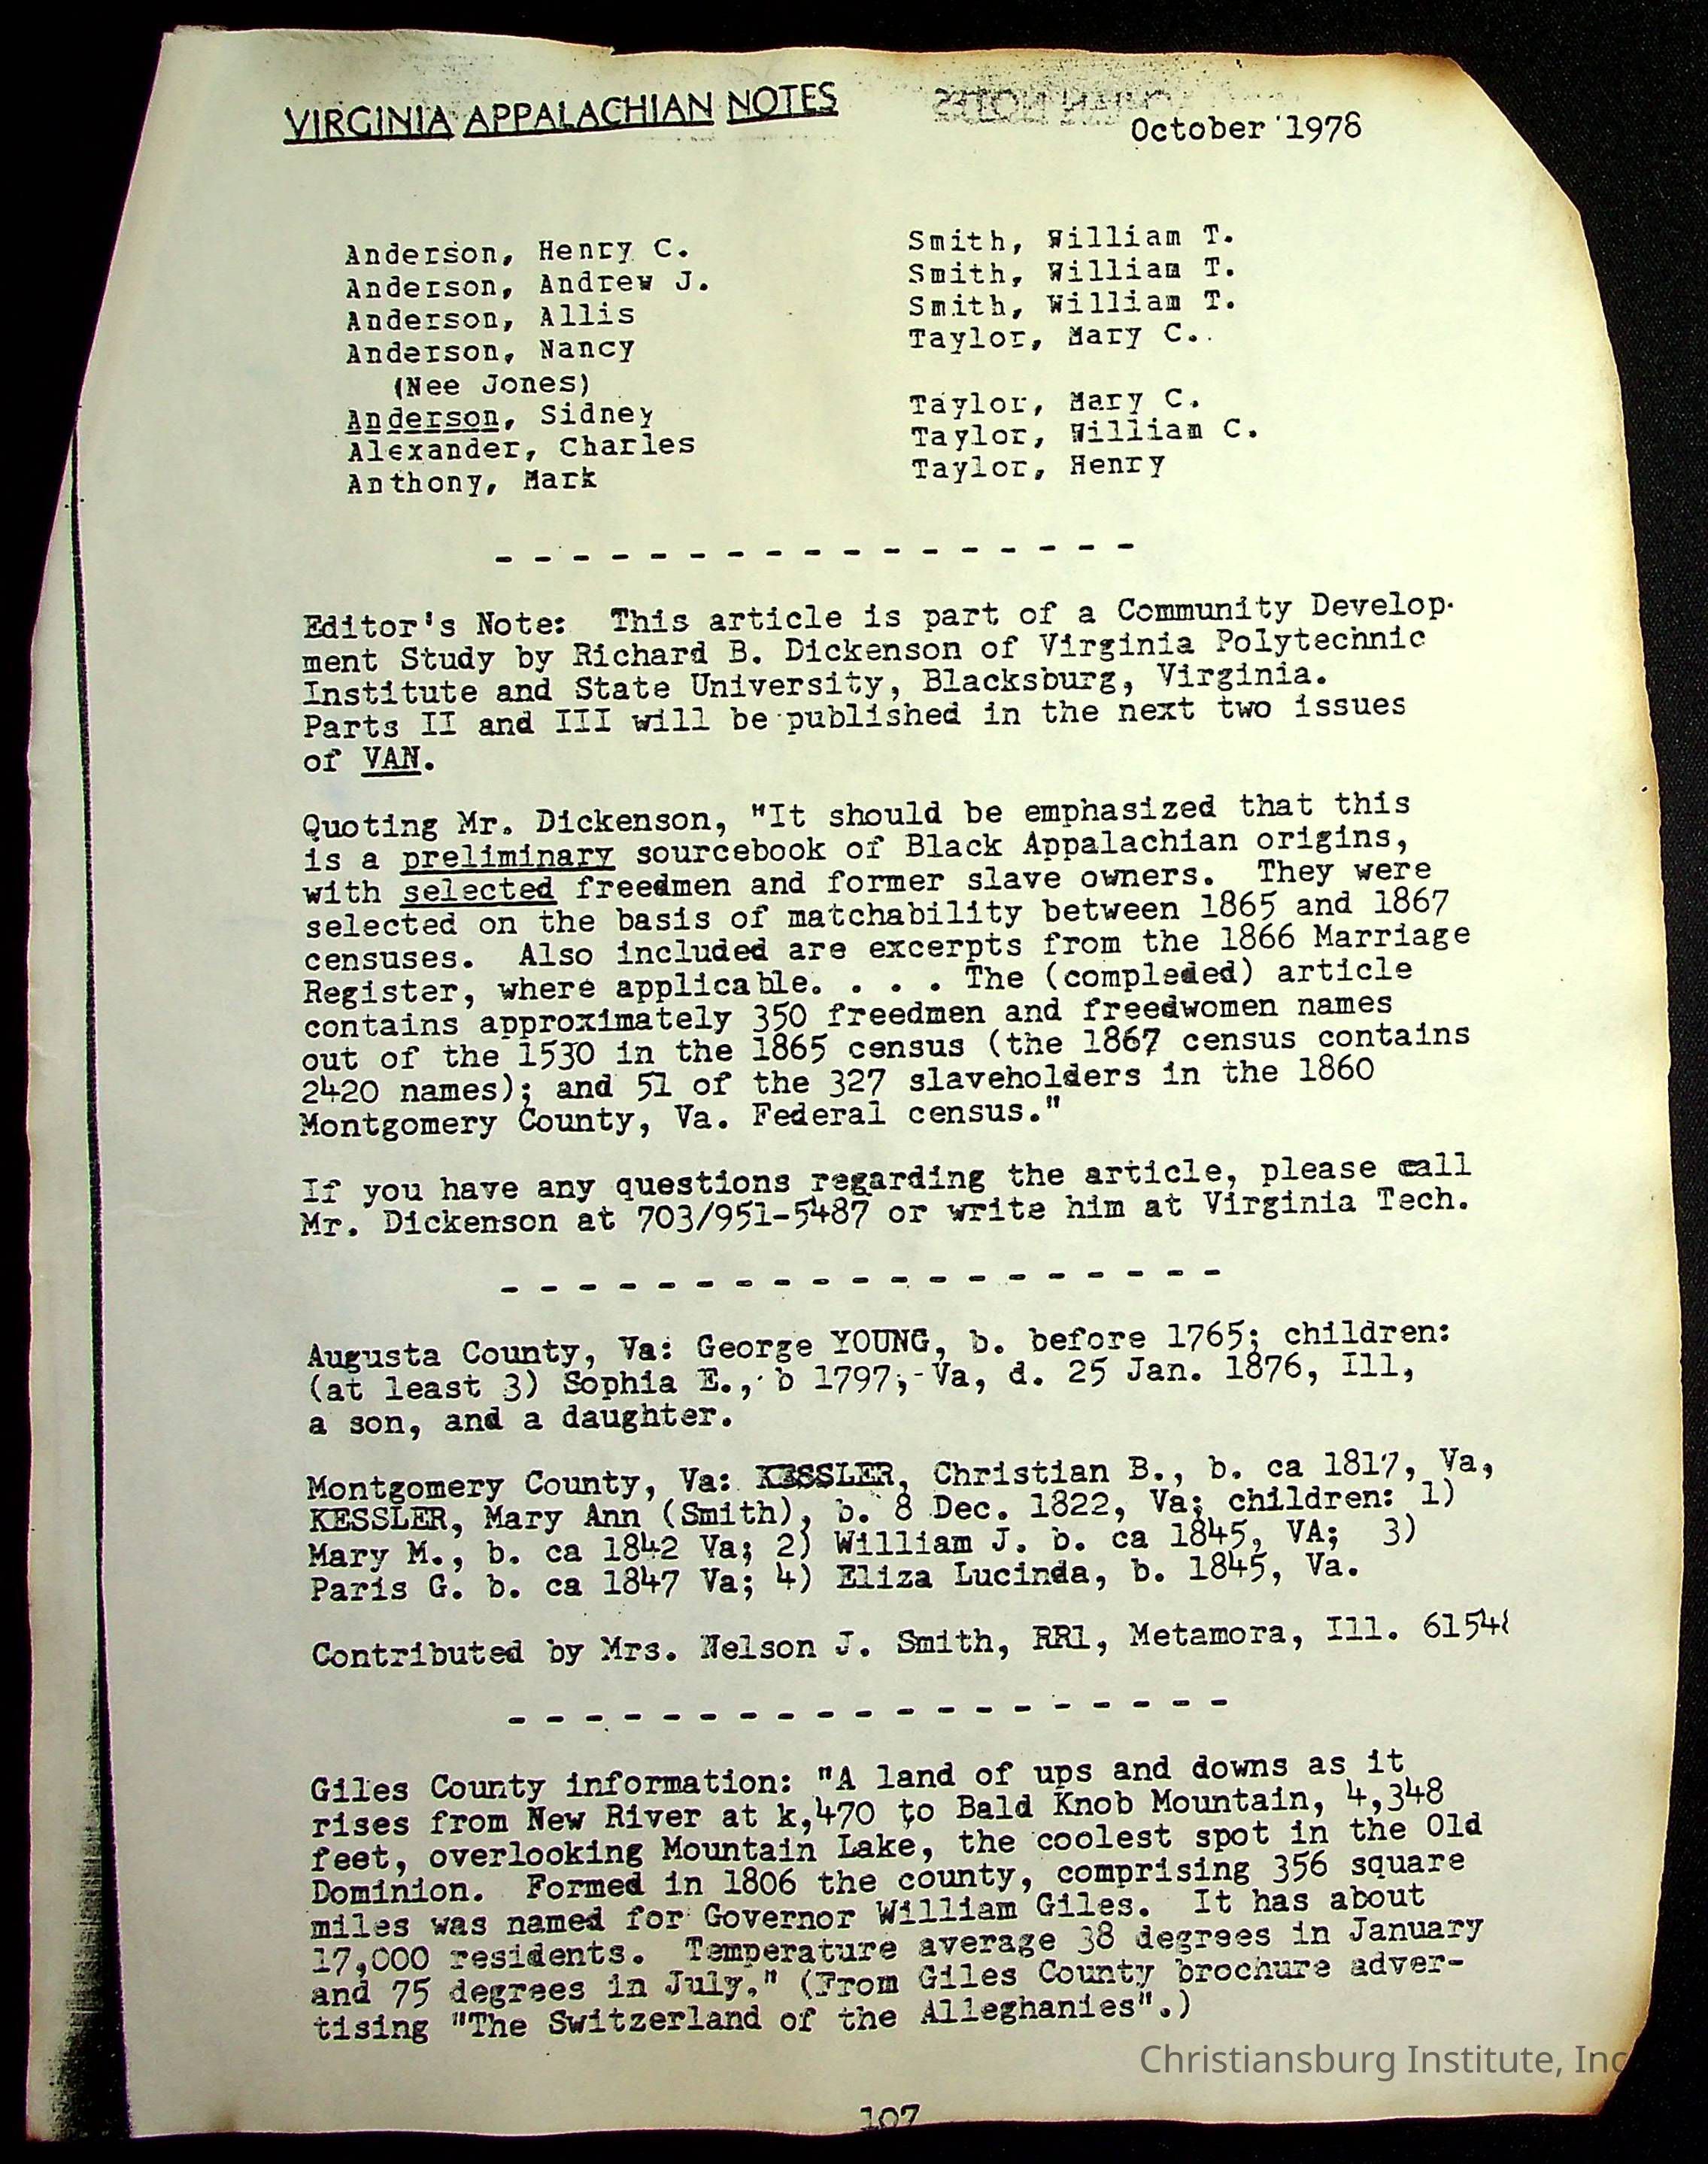 VIRGINIA APPALACHIAN NOTES
October 1978
Anderson, Henry C. Smith, William T.
Anderson, Andrew J. Smith, William T.
Anderson, Allis Smith, William T.
Anderson, Nancy Taylor, Mary C.
(Nee Jones)
Anderson, Sidney Taylor, Mary C.
Alexander, Charles Taylor, William C.
Anthony, Mark Taylor, Henry
- - - - - - - - - - - - - - - - -
Editor's Note: This article is part of a Community Develop-
ment Study by Richard B. Dickenson of Virginia Polytechnic
Institute and State University, Blacksburg, Virginia.
Parts II and III will be published in the next two issues
of VAN.
Quoting Mr. Dickenson, "It should be emphasized that this
is a preliminary sourcebook of Black Appalachian origins,
with selected freedmen and former slave owners. They were
selected on the basis of matchability between 1865 and 1867
censuses. Also included are excerpts from the 1866 Marriage
Register, where applicable. . . . The (compleded) article
contains approximately 350 freedmen and freedwomen names
out of the 1530 in the 1865 census (the 1867 census contains
2420 names); and 51 of the 327 slaveholders in the 1860
Montgomery County, Va. Federal census."
If you have any questions regarding the article, please call
Mr. Dickenson at 703/951-5487 or write him at Virginia Tech.
- - - - - - - - - - - - - - - - - - -
Augusta County, Va: George YOUNG, b. before 1765; children:
(at least 3) Sophia E., b 1797, Va, d. 25 Jan. 1876, Ill,
a son, and a daughter.
Montgomery County, Va: KESSLER, Christian B., b. ca 1817, Va,
KESSLER, Mary Ann (Smith), b. 8 Dec. 1822, Va; children: 1)
Mary M., b. ca 1842 Va; 2) William J. b. ca 1845, VA; 3)
Paris G. b. ca 1847 Va; 4) Eliza Lucinda, b. 1845, Va.
Contributed by Mrs. Nelson J. Smith, RR1, Metamora, Ill.
- - - - - - - - - - - - - - - - - - -
Giles County information: "A land of ups and downs as it
rises from New River at k,470 to Bald Knob Mountain, 4,348
feet, overlooking Mountain Lake, the coolest spot in the Old
Dominion. Formed in 1806 the county, comprising 356 square
miles was named for Governor William Giles. It has about
17,000 residents. Temperature average 38 degrees in January
and 75 degrees in July." (From Giles County brochure adver-
tising "The Switzerland of the Alleghanies".)
Christiansburg Institute, Inc
107